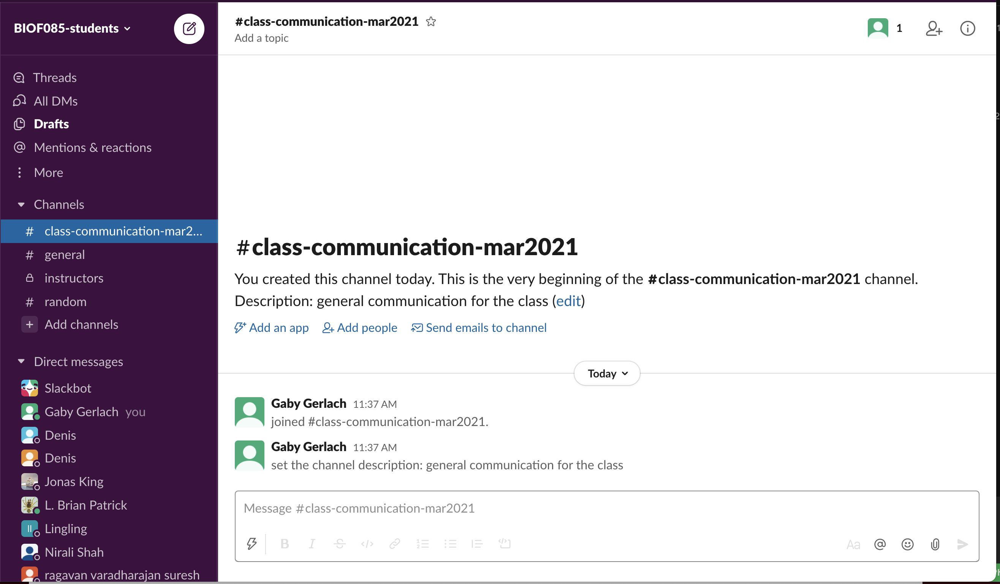 BIOF085-students
Threads
All DMs
Drafts
Mentions & reactions
More
Channels
# class-communication-mar2...
# general
instructors
# random
+ Add channels
Direct messages
Slackbot
Gaby Gerlach you
Denis
Denis
Jonas King
L. Brian Patrick
ll Lingling
Nirali Shah
ragavan varadharajan suresh
#class-communication-mar2021
Add a topic
1
#class-communication-mar2021
You created this channel today. This is the very beginning of the #class-communication-mar2021 channel.
Description: general communication for the class (edit)
Add an app Add people Send emails to channel
Today
Gaby Gerlach 11:37 AM
joined #class-communication-mar2021.
Gaby Gerlach 11:37 AM
set the channel description: general communication for the class
Message #class-communication-mar2021
B I S </> Aa @